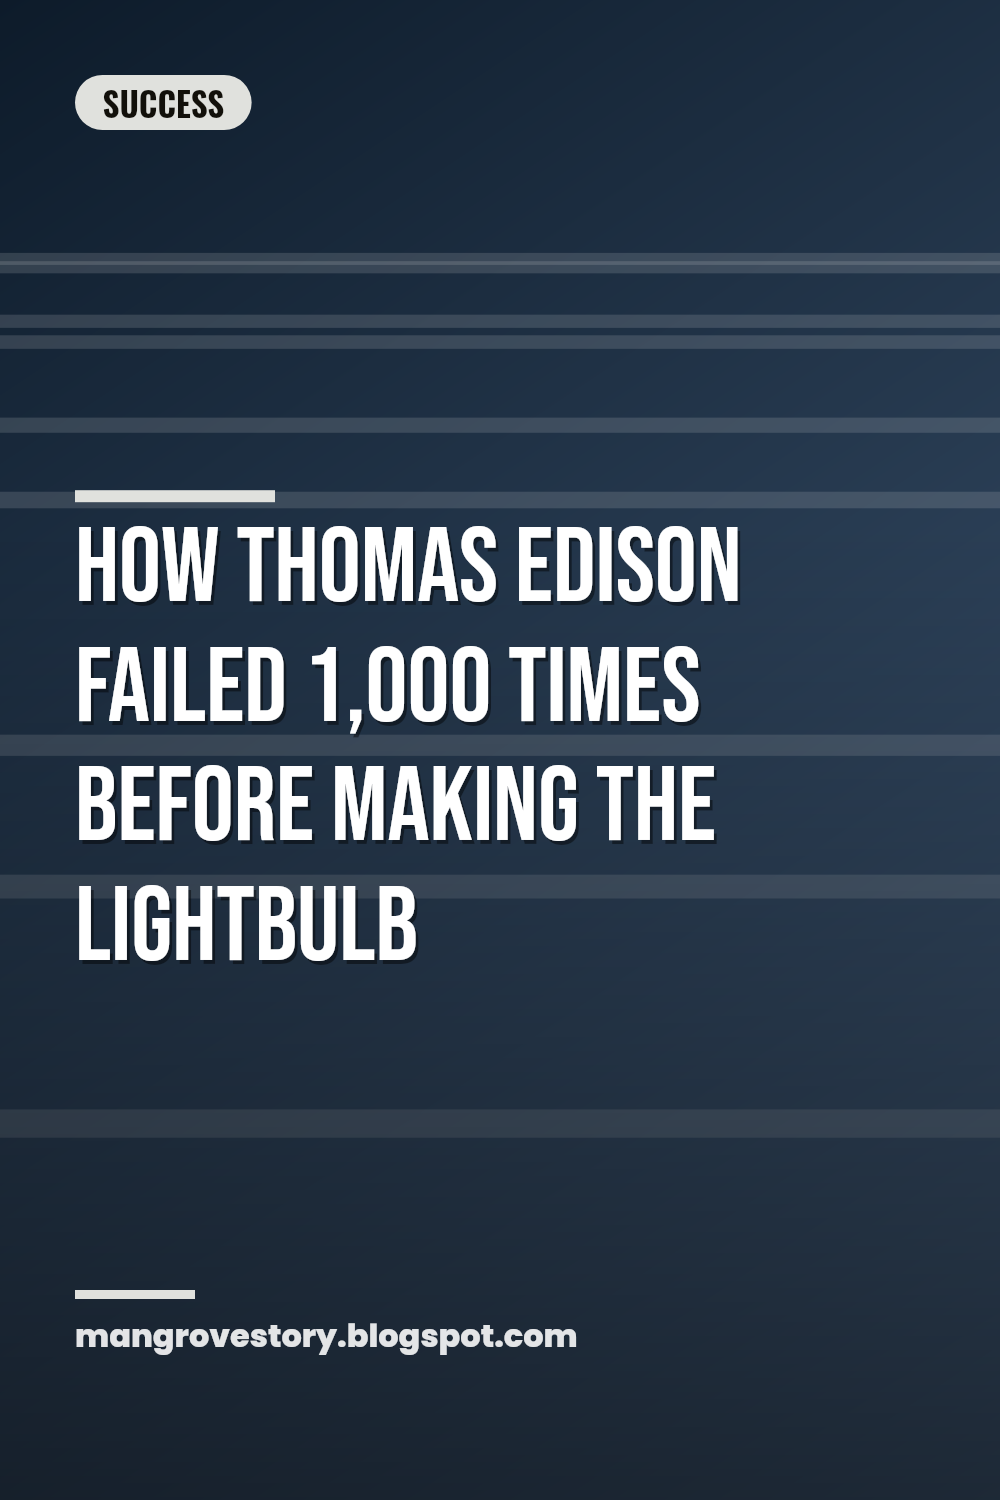 SUCCESS
HOW THOMAS EDISON
FAILED 1,000 TIMES
BEFORE MAKING THE
LIGHTBULB
mangrovestory.blogspot.com